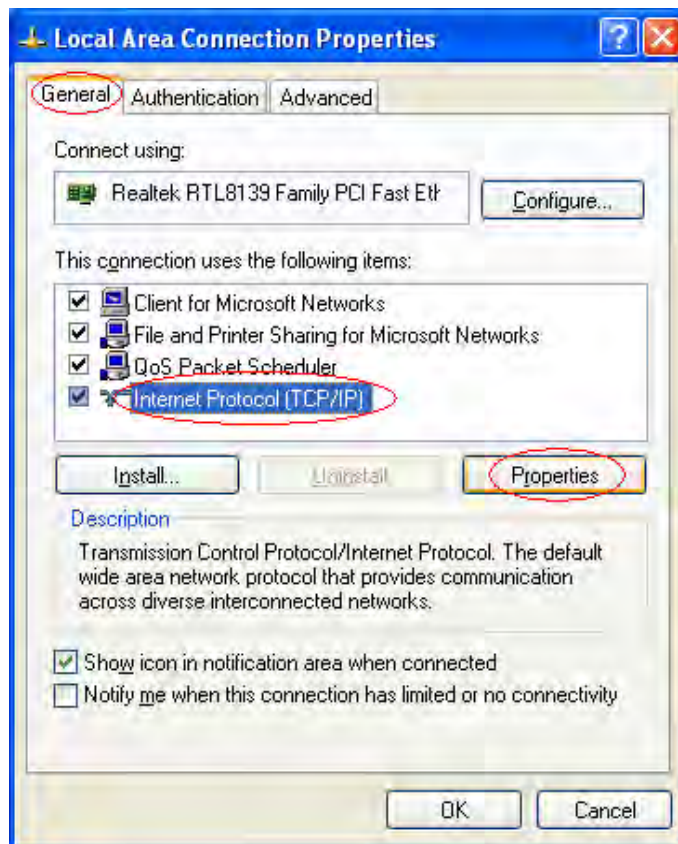 Local Area Connection Properties
General Authentication Advanced
Connect using:
Realtek RTL8139 Family PCI Fast Eth Configure...
This connection uses the following items:
Client for Microsoft Networks
File and Printer Sharing for Microsoft Networks
QoS Packet Scheduler
Internet Protocol (TCP/IP)
Install... Uninstall Properties
Description
Transmission Control Protocol/Internet Protocol. The default
wide area network protocol that provides communication
across diverse interconnected networks.
Show icon in notification area when connected
Notify me when this connection has limited or no connectivity
OK Cancel